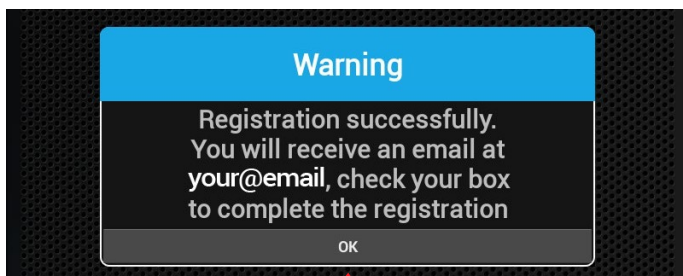 Warning
Registration successfully.
You will receive an email at
your@email, check your box
to complete the registration
OK